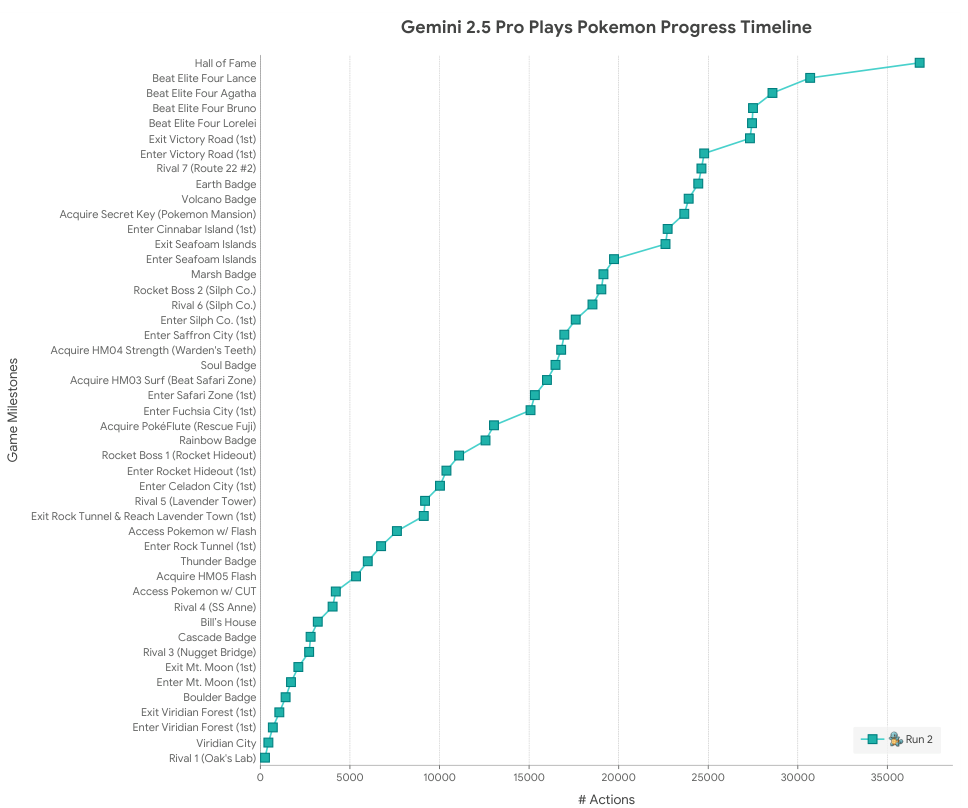 Gemini 2.5 Pro Plays Pokemon Progress Timeline
Game Milestones
Hall of Fame
Beat Elite Four Lance
Beat Elite Four Agatha
Beat Elite Four Bruno
Beat Elite Four Lorelei
Exit Victory Road (1st)
Enter Victory Road (1st)
Rival 7 (Route 22 #2)
Earth Badge
Volcano Badge
Acquire Secret Key (Pokemon Mansion)
Enter Cinnabar Island (1st)
Exit Seafoam Islands
Enter Seafoam Islands
Marsh Badge
Rocket Boss 2 (Silph Co.)
Rival 6 (Silph Co.)
Enter Silph Co. (1st)
Enter Saffron City (1st)
Acquire HM04 Strength (Warden's Teeth)
Soul Badge
Acquire HM03 Surf (Beat Safari Zone)
Enter Safari Zone (1st)
Enter Fuchsia City (1st)
Acquire PokéFlute (Rescue Fuji)
Rainbow Badge
Rocket Boss 1 (Rocket Hideout)
Enter Rocket Hideout (1st)
Enter Celadon City (1st)
Rival 5 (Lavender Tower)
Exit Rock Tunnel & Reach Lavender Town (1st)
Access Pokemon w/ Flash
Enter Rock Tunnel (1st)
Thunder Badge
Acquire HM05 Flash
Access Pokemon w/ CUT
Rival 4 (SS Anne)
Bill's House
Cascade Badge
Rival 3 (Nugget Bridge)
Exit Mt. Moon (1st)
Enter Mt. Moon (1st)
Boulder Badge
Exit Viridian Forest (1st)
Enter Viridian Forest (1st)
Viridian City
Rival 1 (Oak's Lab)
Run 2
0 5000 10000 15000 20000 25000 30000 35000
# Actions